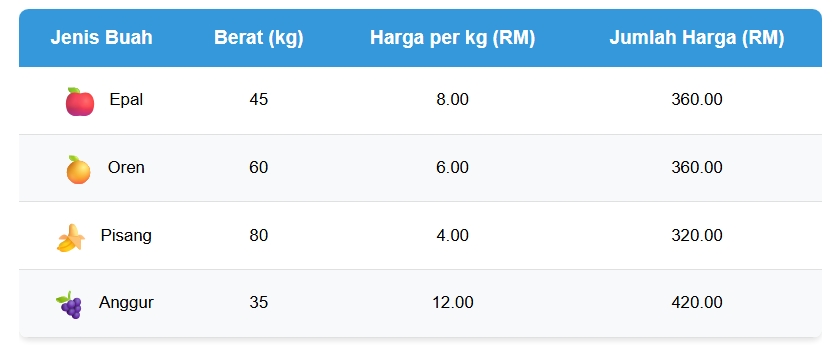 Jenis Buah Berat (kg) Harga per kg (RM) Jumlah Harga (RM)
Epal 45 8.00 360.00
Oren 60 6.00 360.00
Pisang 80 4.00 320.00
Anggur 35 12.00 420.00